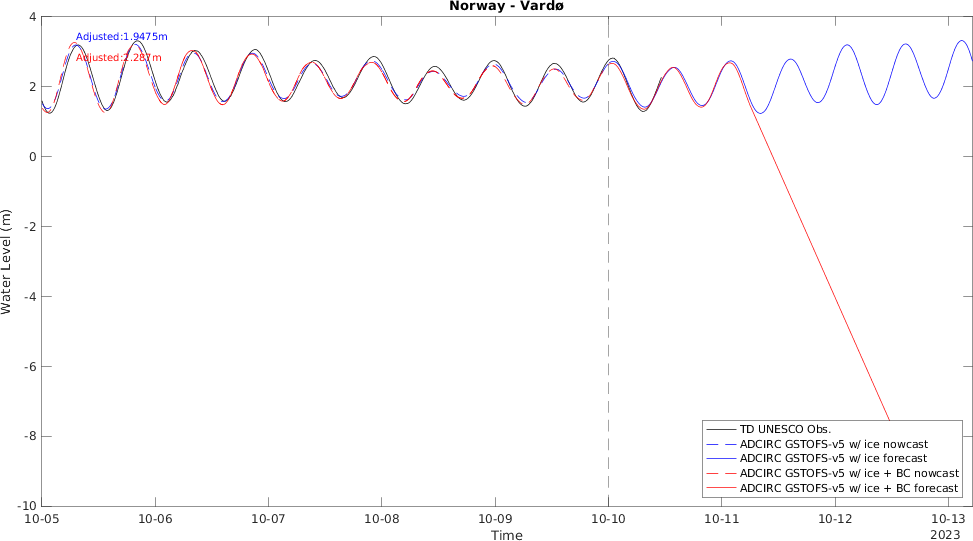 Norway - Vardø
Adjusted:1.9475m
Adjusted:2.287m
4
2
0
-2
-4
-6
-8
-10
Water Level (m)
10-05
10-06
10-07
10-08
10-09
10-10
10-11
10-12
10-13
2023
Time
TD UNESCO Obs.
ADCIRC GSTOFS-v5 w/ ice nowcast
ADCIRC GSTOFS-v5 w/ ice forecast
ADCIRC GSTOFS-v5 w/ ice + BC nowcast
ADCIRC GSTOFS-v5 w/ ice + BC forecast